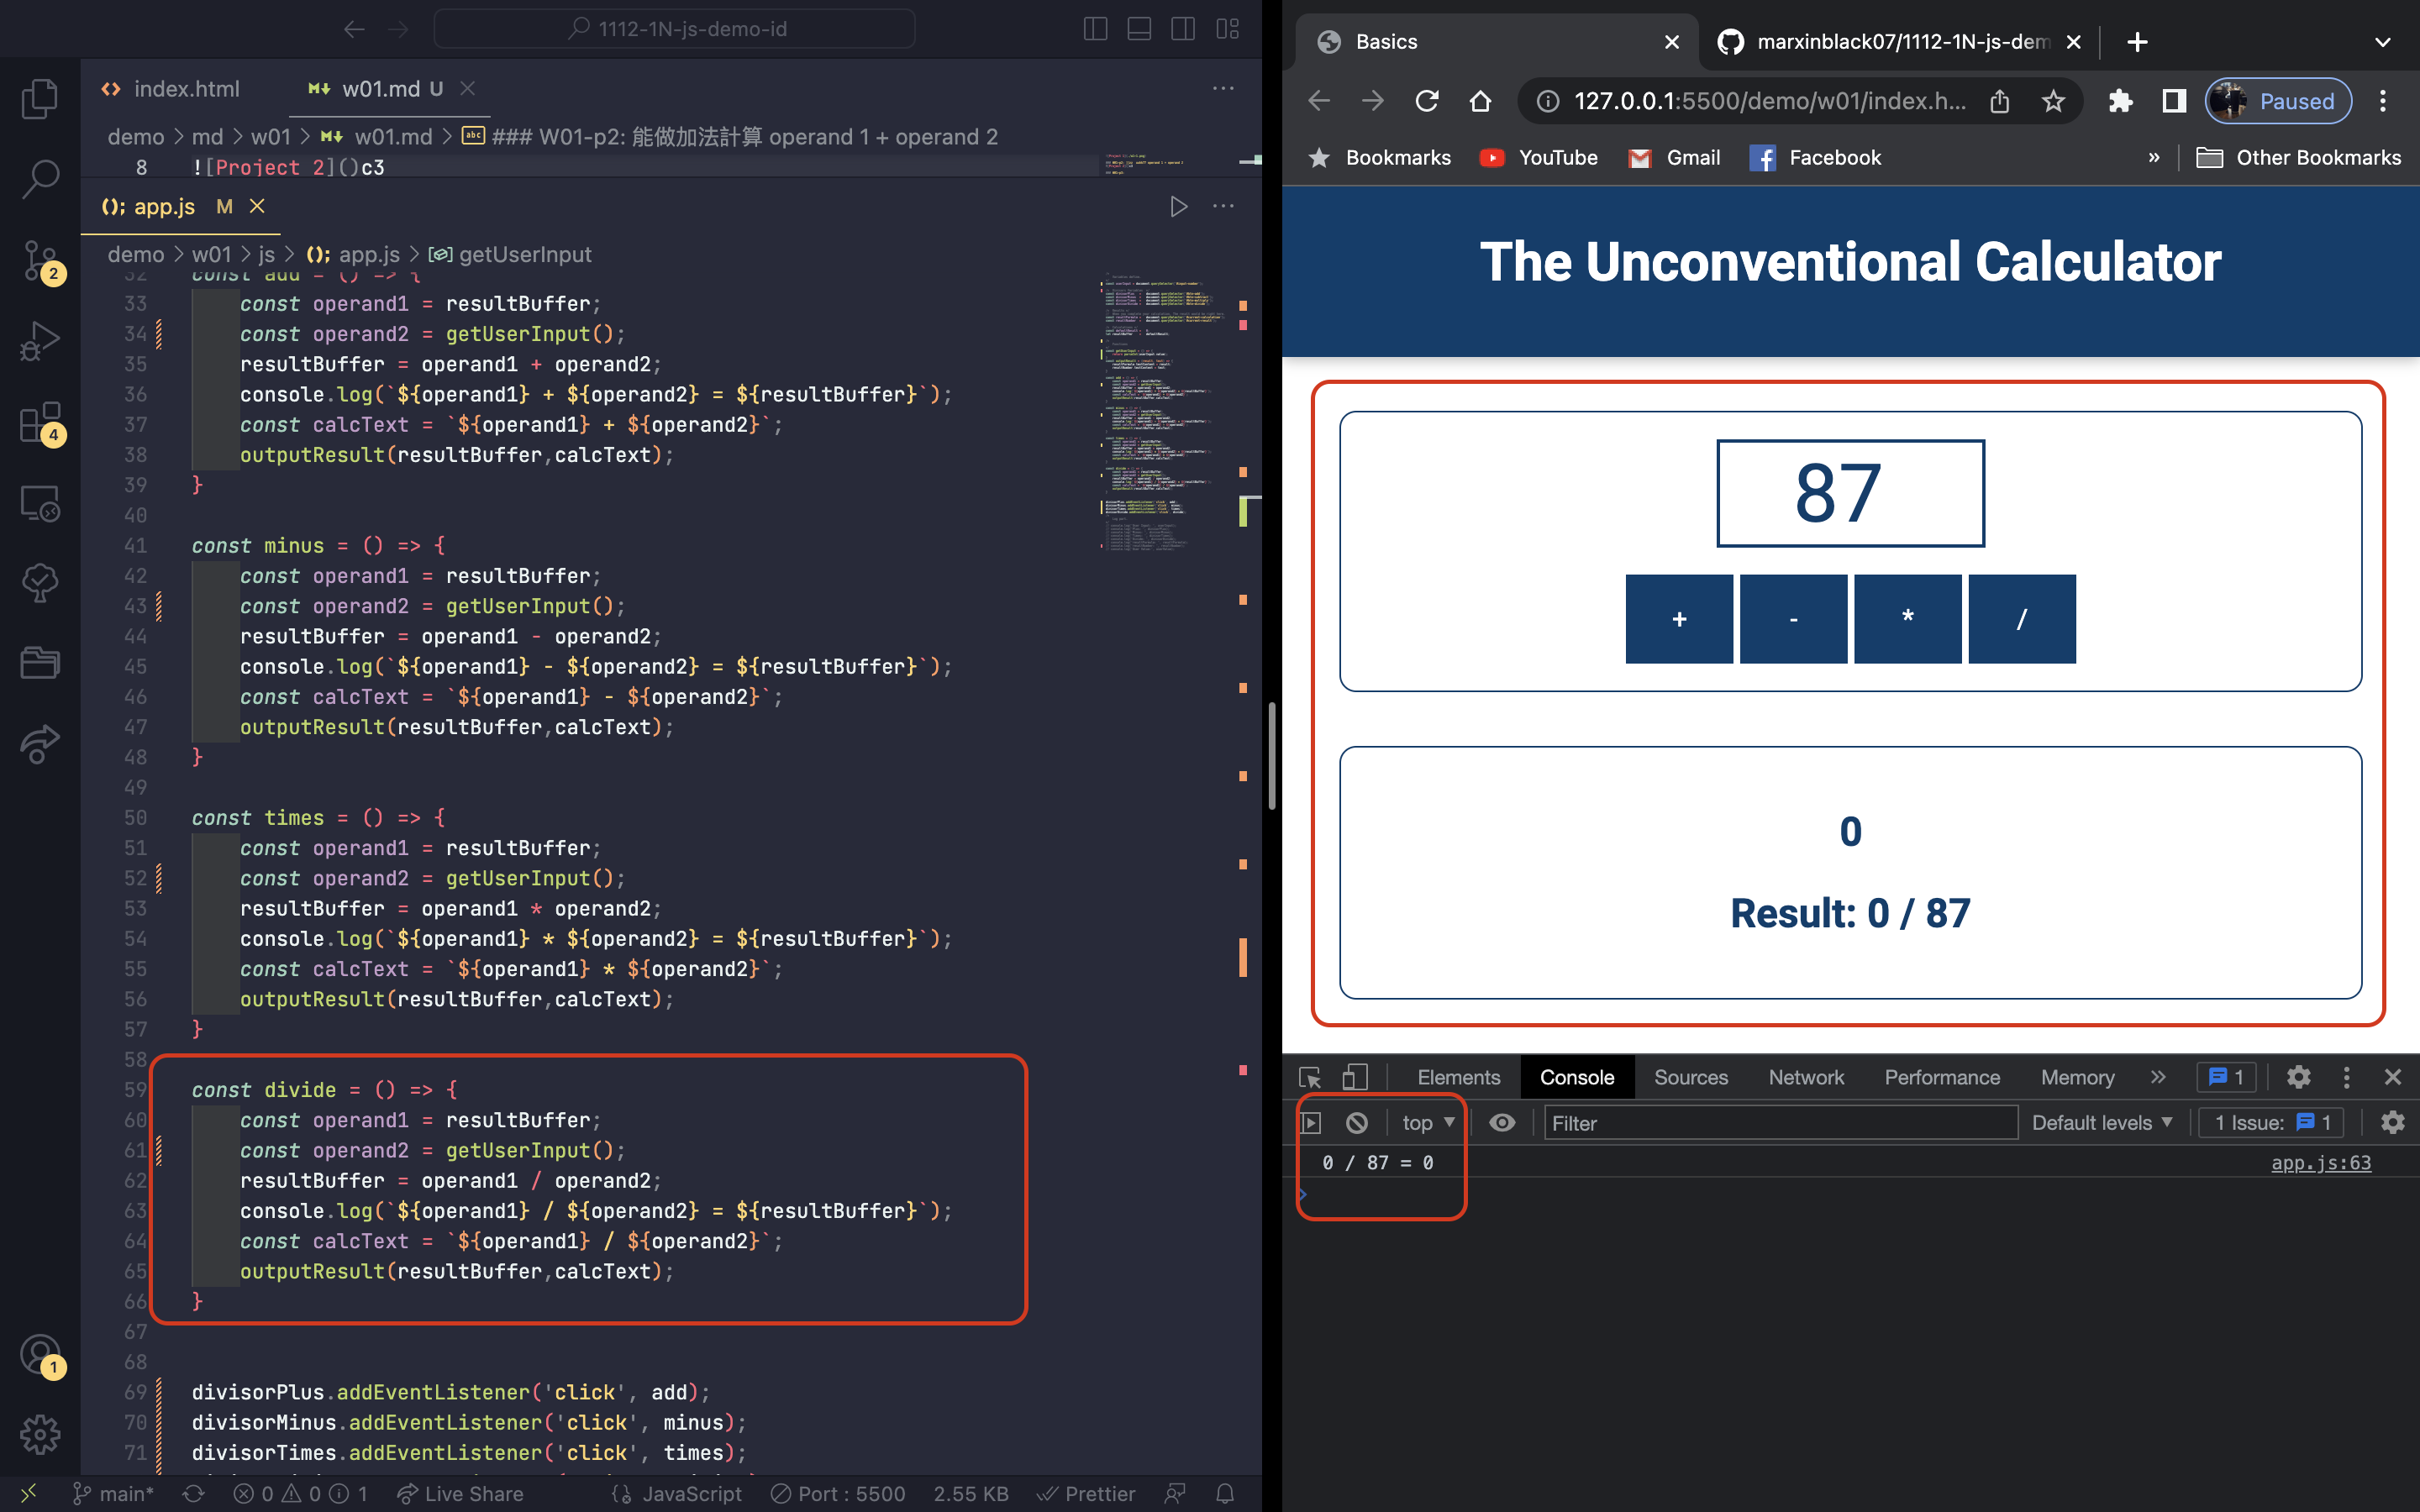 1112-1N-js-demo-id
index.html
w01.md U
demo > md > w01 > w01.md > ### W01-p2: 能做加法計算 operand 1 + operand 2
8 ![Project 2]()c3
(); app.js M
demo > w01 > js > (); app.js > getUserInput
32 const add = () => {
33 const operand1 = resultBuffer;
34 const operand2 = getUserInput();
35 resultBuffer = operand1 + operand2;
36 console.log(`${operand1} + ${operand2} = ${resultBuffer}`);
37 const calcText = `${operand1} + ${operand2}`;
38 outputResult(resultBuffer,calcText);
39 }
40
41 const minus = () => {
42 const operand1 = resultBuffer;
43 const operand2 = getUserInput();
44 resultBuffer = operand1 - operand2;
45 console.log(`${operand1} - ${operand2} = ${resultBuffer}`);
46 const calcText = `${operand1} - ${operand2}`;
47 outputResult(resultBuffer,calcText);
48 }
49
50 const times = () => {
51 const operand1 = resultBuffer;
52 const operand2 = getUserInput();
53 resultBuffer = operand1 * operand2;
54 console.log(`${operand1} * ${operand2} = ${resultBuffer}`);
55 const calcText = `${operand1} * ${operand2}`;
56 outputResult(resultBuffer,calcText);
57 }
58
59 const divide = () => {
60 const operand1 = resultBuffer;
61 const operand2 = getUserInput();
62 resultBuffer = operand1 / operand2;
63 console.log(`${operand1} / ${operand2} = ${resultBuffer}`);
64 const calcText = `${operand1} / ${operand2}`;
65 outputResult(resultBuffer,calcText);
66 }
67
68
69 divisorPlus.addEventListener('click', add);
70 divisorMinus.addEventListener('click', minus);
71 divisorTimes.addEventListener('click', times);
2
4
1
main* 0 0 1 Live Share JavaScript Port : 5500 2.55 KB Prettier
Basics
marxinblack07/1112-1N-js-dem
127.0.0.1:5500/demo/w01/index.h... Paused
Bookmarks YouTube Gmail Facebook » Other Bookmarks
The Unconventional Calculator
87
+ - * /
0
Result: 0 / 87
Elements Console Sources Network Performance Memory » 1
top Filter Default levels 1 Issue: 1
0 / 87 = 0 app.js:63